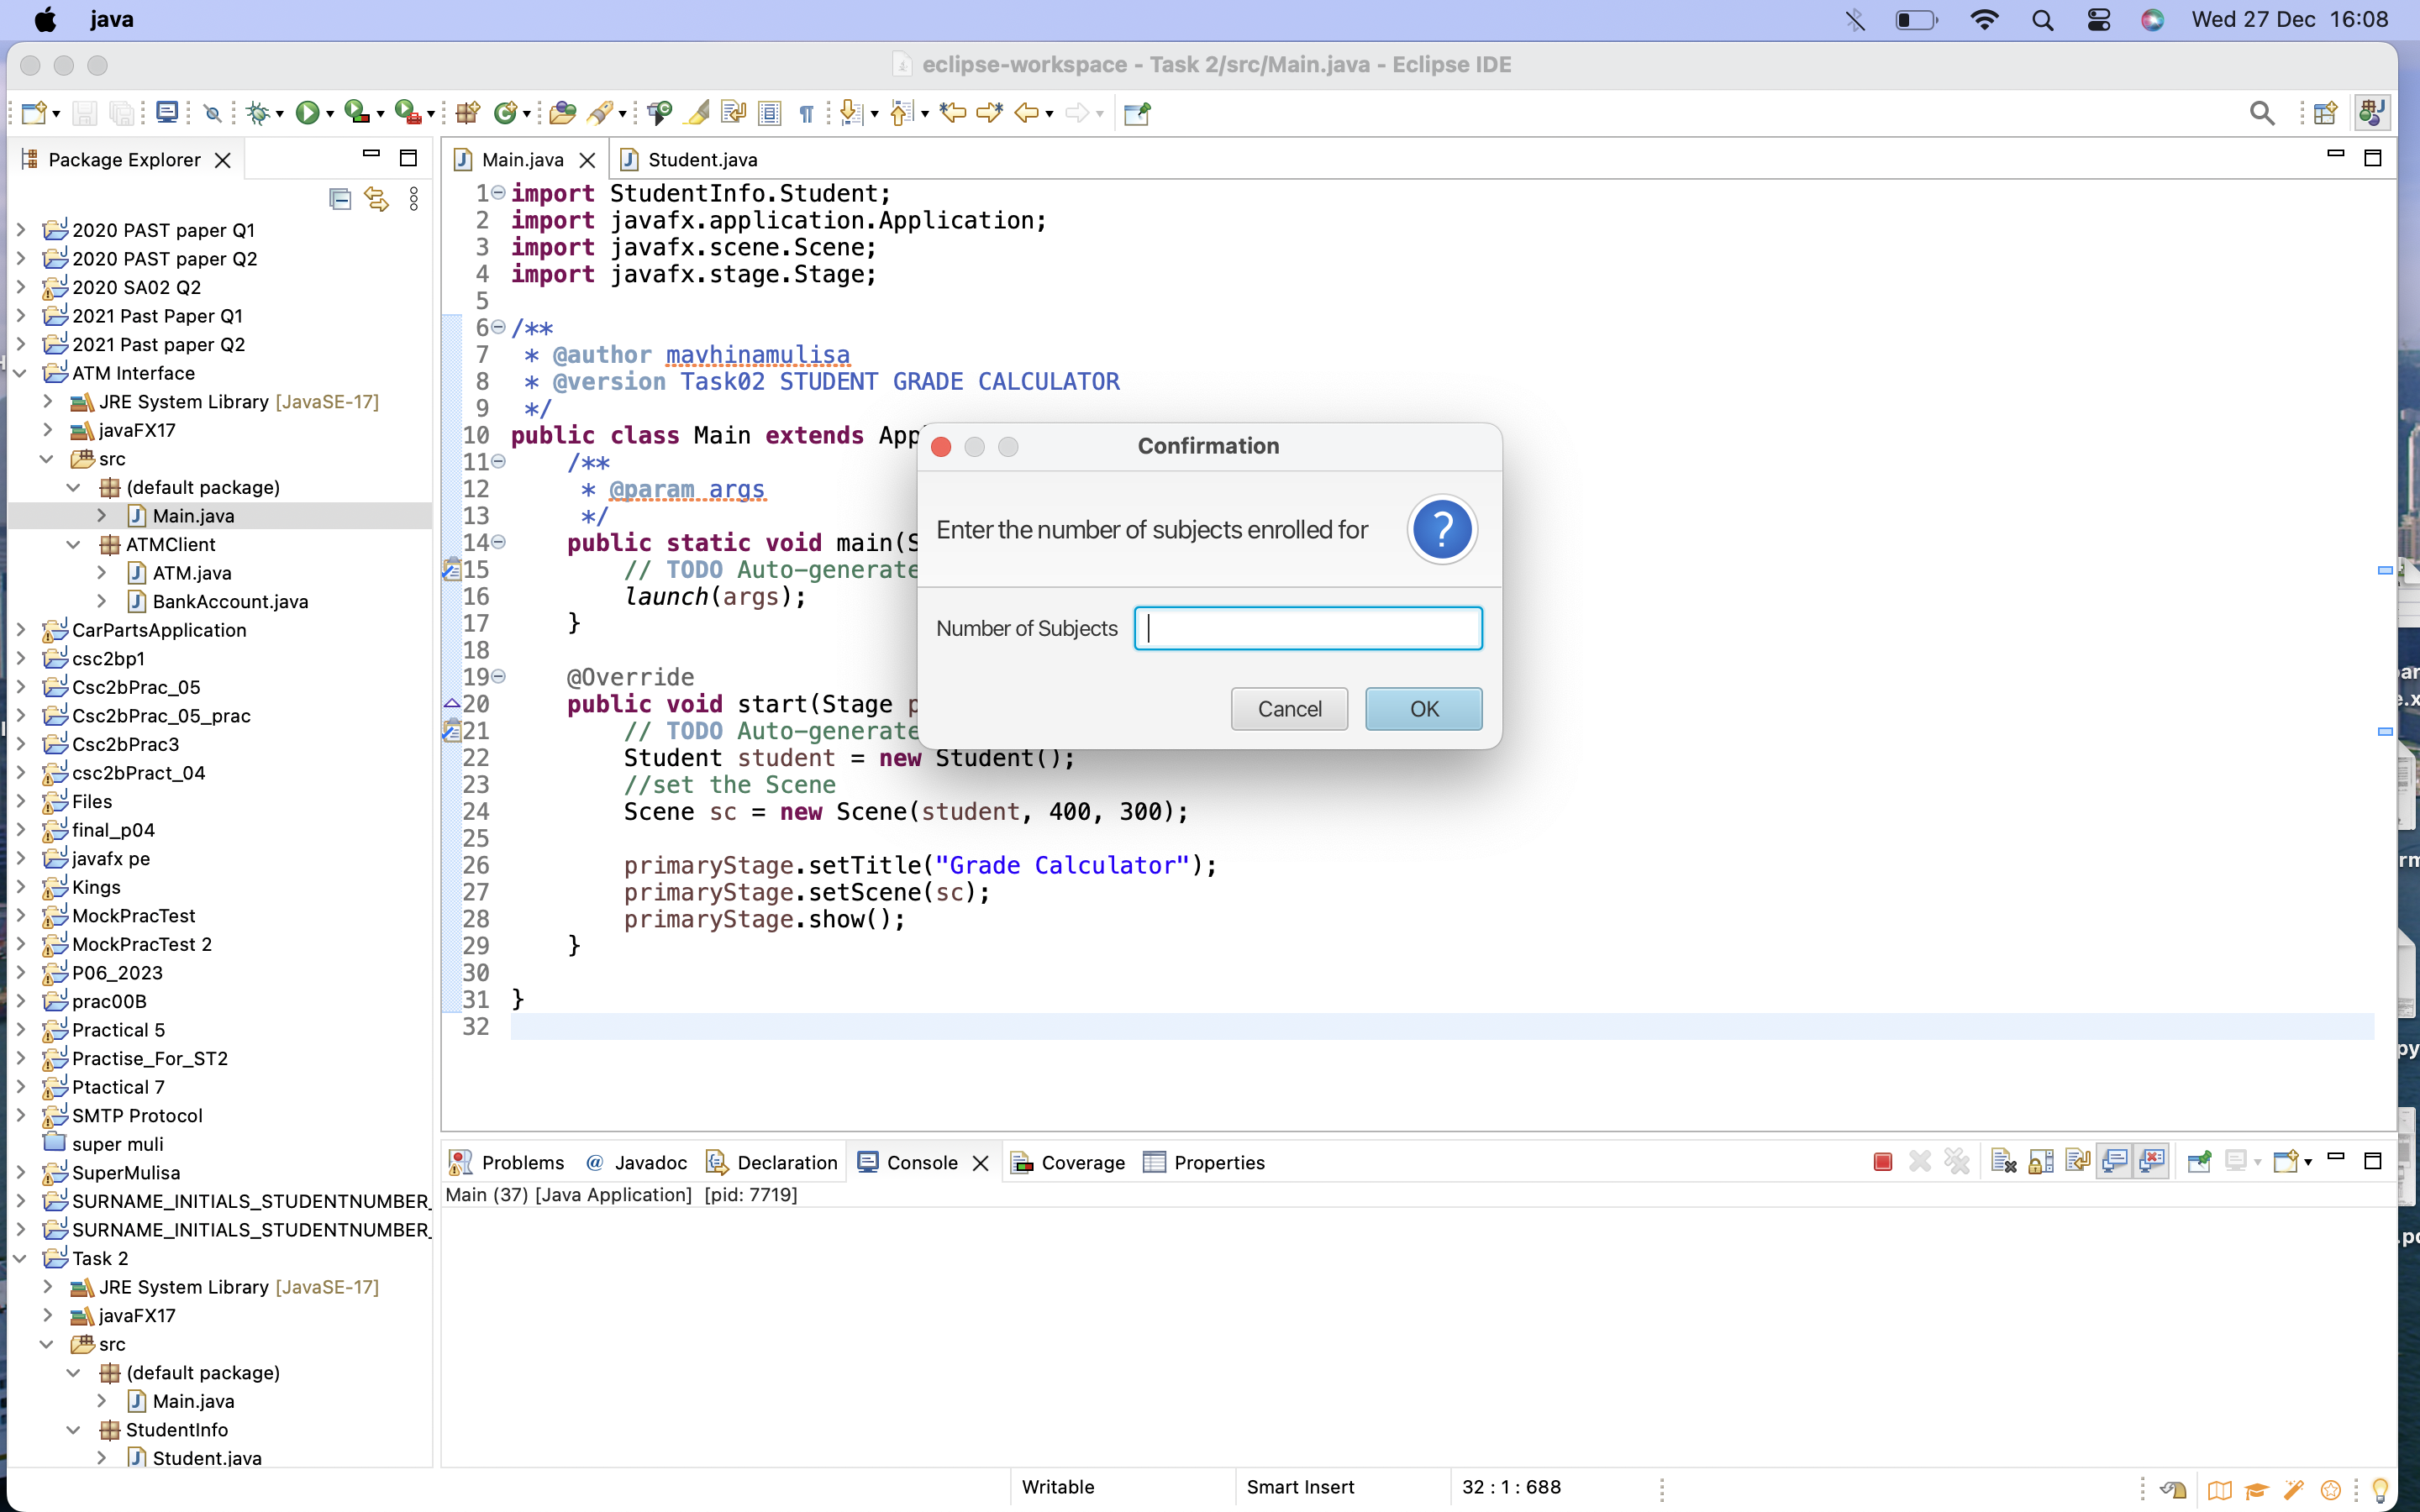 java
Wed 27 Dec 16:08
eclipse-workspace - Task 2/src/Main.java - Eclipse IDE
Package Explorer
2020 PAST paper Q1
2020 PAST paper Q2
2020 SA02 Q2
2021 Past Paper Q1
2021 Past paper Q2
ATM Interface
JRE System Library [JavaSE-17]
javaFX17
src
(default package)
Main.java
ATMClient
ATM.java
BankAccount.java
CarPartsApplication
csc2bp1
Csc2bPrac_05
Csc2bPrac_05_prac
Csc2bPrac3
csc2bPract_04
Files
final_p04
javafx pe
Kings
MockPracTest
MockPracTest 2
P06_2023
prac00B
Practical 5
Practise_For_ST2
Ptactical 7
SMTP Protocol
super muli
SuperMulisa
SURNAME_INITIALS_STUDENTNUMBER_
SURNAME_INITIALS_STUDENTNUMBER_
Task 2
JRE System Library [JavaSE-17]
javaFX17
src
(default package)
Main.java
StudentInfo
Student.java
Main.java
Student.java
1 import StudentInfo.Student;
2 import javafx.application.Application;
3 import javafx.scene.Scene;
4 import javafx.stage.Stage;
5
6 /**
7 * @author mavhinamulisa
8 * @version Task02 STUDENT GRADE CALCULATOR
9 */
10 public class Main extends App
11 /**
12 * @param args
13 */
14 public static void main(S
15 // TODO Auto-generate
16 launch(args);
17 }
18
19 @Override
20 public void start(Stage p
21 // TODO Auto-generate
22 Student student = new Student();
23 //set the Scene
24 Scene sc = new Scene(student, 400, 300);
25
26 primaryStage.setTitle("Grade Calculator");
27 primaryStage.setScene(sc);
28 primaryStage.show();
29 }
30
31 }
32
Confirmation
Enter the number of subjects enrolled for
?
Number of Subjects
Cancel
OK
Problems
@ Javadoc
Declaration
Console
Coverage
Properties
Main (37) [Java Application] [pid: 7719]
Writable
Smart Insert
32 : 1 : 688